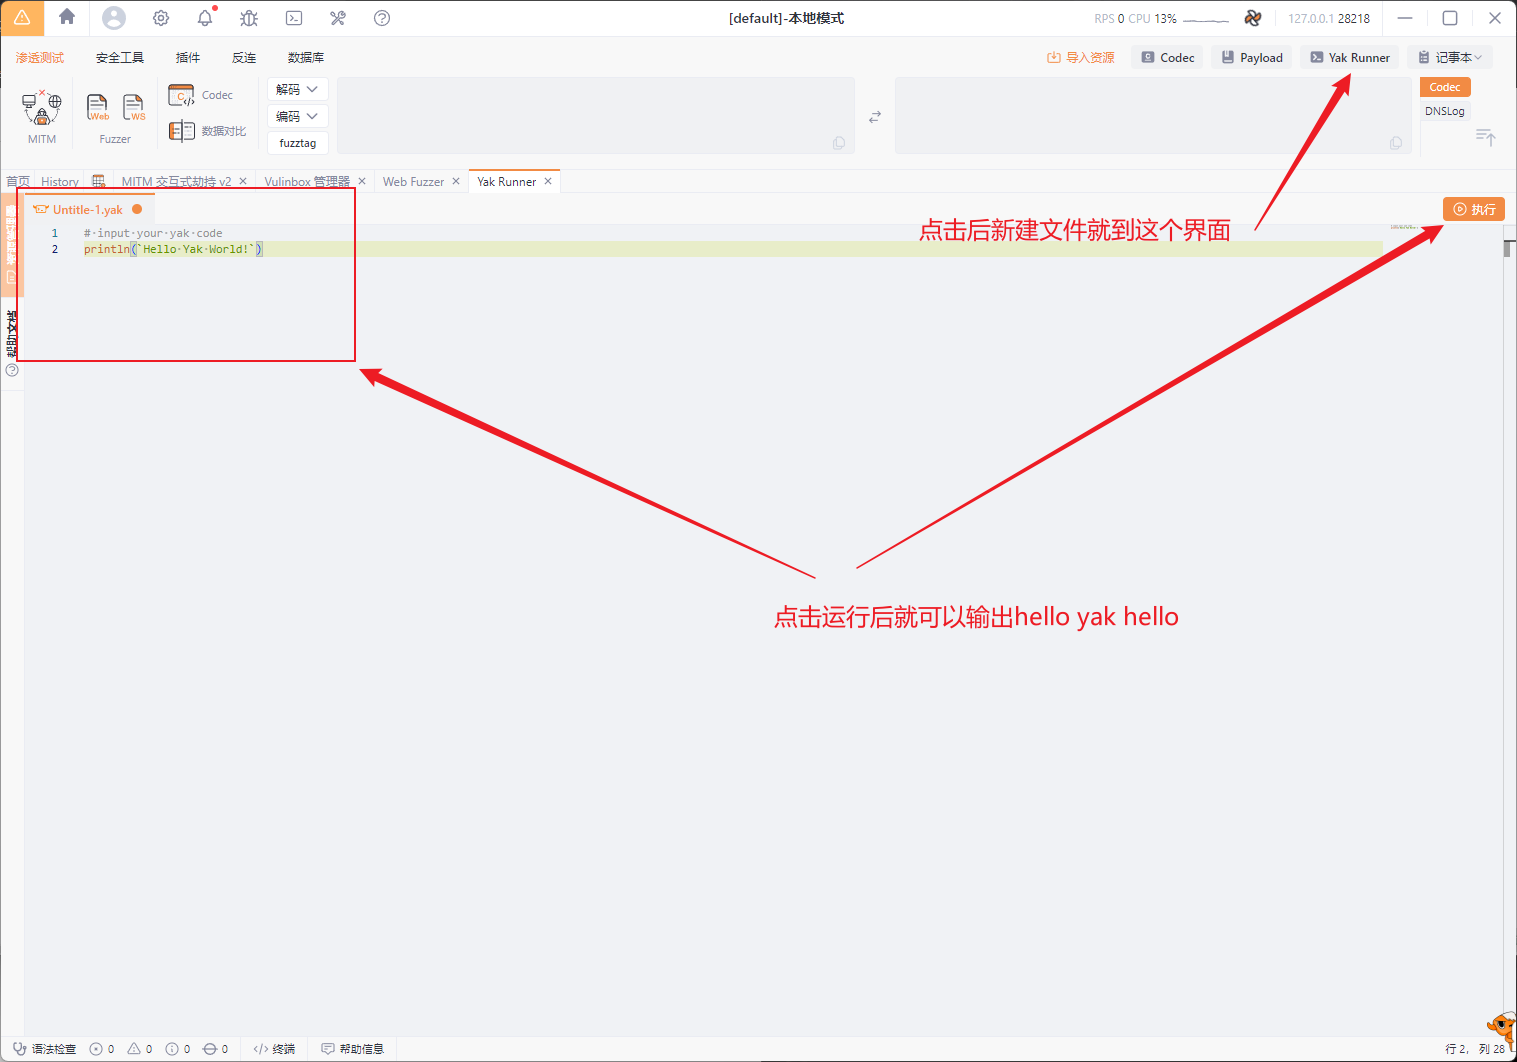 [default]-本地模式
RPS 0 CPU 13%
127.0.0.1 28218
渗透测试 安全工具 插件 反连 数据库
导入资源 Codec Payload Yak Runner 记事本
MITM
Web
WS
Fuzzer
Codec
数据对比
解码
编码
fuzztag
Codec
DNSLog
首页 History MITM 交互式劫持 v2 Vulinbox 管理器 Web Fuzzer Yak Runner
Untitle-1.yak
执行
1 # input your yak code
2 println(`Hello Yak World!`)
点击后新建文件就到这个界面
帮助文档
点击运行后就可以输出hello yak hello
语法检查 0 0 0 0 终端 帮助信息
行 2, 列 28